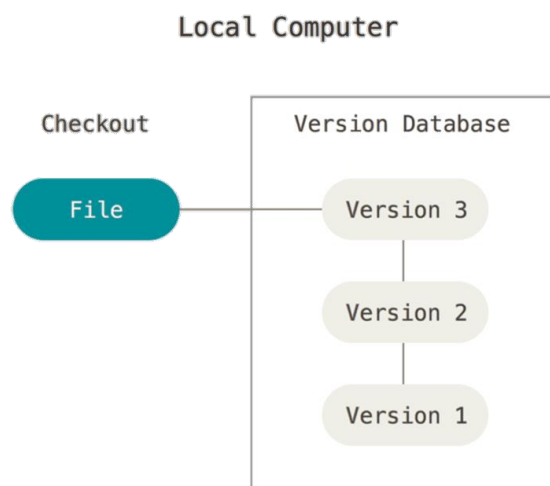 Local Computer
Checkout
Version Database
File
Version 3
Version 2
Version 1